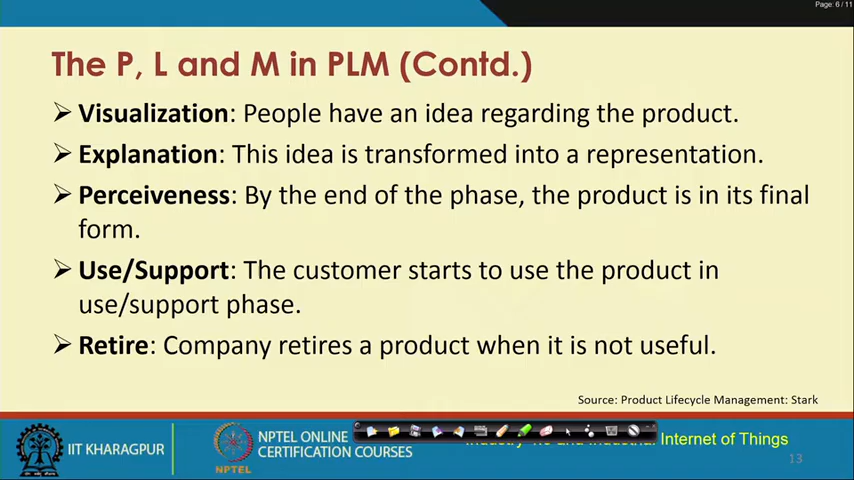 Page: 6 / 11
The P, L and M in PLM (Contd.)
➢ Visualization: People have an idea regarding the product.
➢ Explanation: This idea is transformed into a representation.
➢ Perceiveness: By the end of the phase, the product is in its final
form.
➢ Use/Support: The customer starts to use the product in
use/support phase.
➢ Retire: Company retires a product when it is not useful.
Source: Product Lifecycle Management: Stark
IIT KHARAGPUR
NPTEL
NPTEL ONLINE
CERTIFICATION COURSES
Internet of Things
13